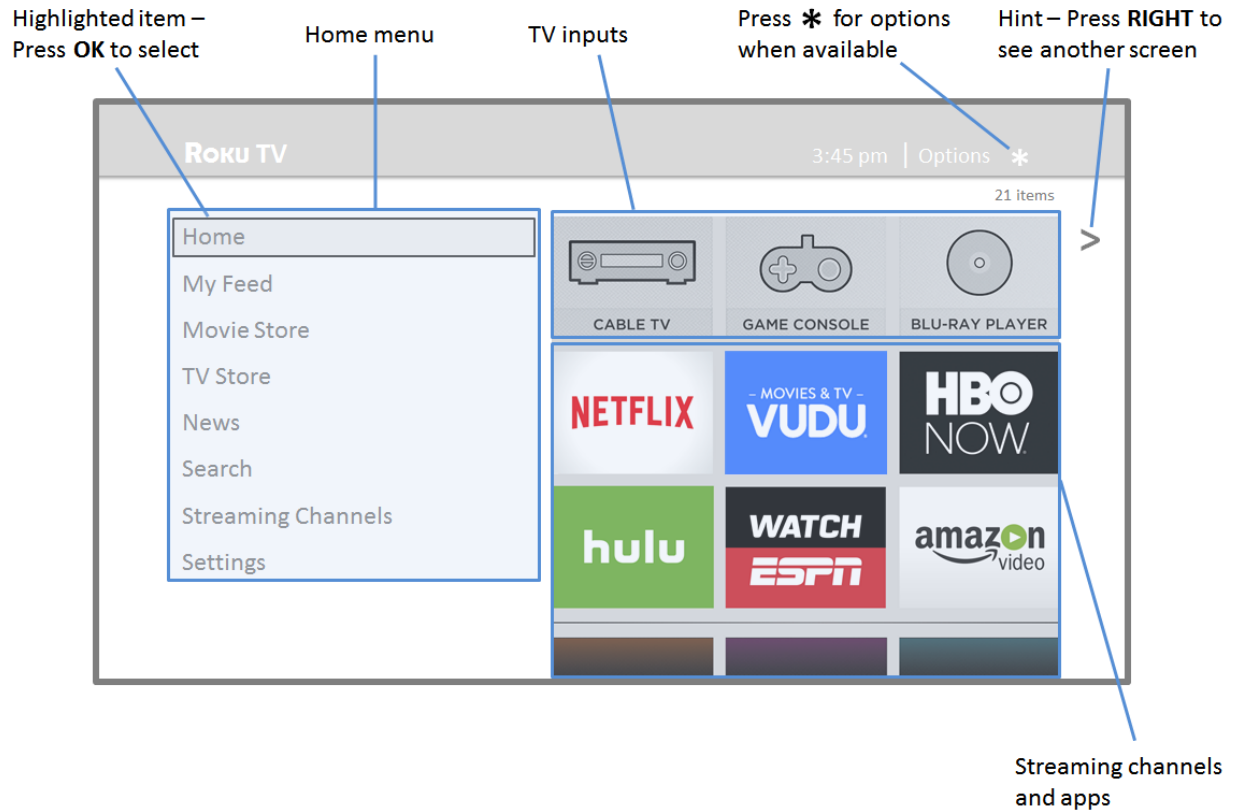 Highlighted item –
Press OK to select
Home menu
TV inputs
Press * for options
when available
Hint – Press RIGHT to
see another screen
ROKU TV
3:45 pm | Options *
21 items
Home
My Feed
Movie Store
TV Store
News
Search
Streaming Channels
Settings
>
CABLE TV
GAME CONSOLE
BLU-RAY PLAYER
NETFLIX
– MOVIES & TV –
VUDU
HBO
NOW
hulu
WATCH
ESPN
amazon
video
Streaming channels
and apps